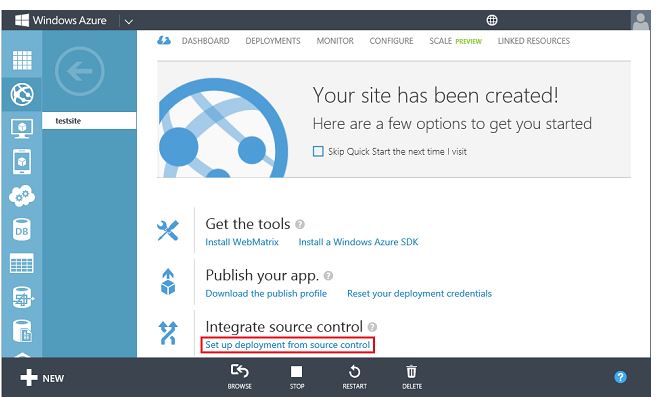 Windows Azure
DASHBOARD DEPLOYMENTS MONITOR CONFIGURE SCALE PREVIEW LINKED RESOURCES
testsite
Your site has been created!
Here are a few options to get you started
Skip Quick Start the next time I visit
Get the tools ?
Install WebMatrix Install a Windows Azure SDK
Publish your app. ?
Download the publish profile Reset your deployment credentials
Integrate source control ?
Set up deployment from source control
DB
NEW
BROWSE STOP RESTART DELETE
?